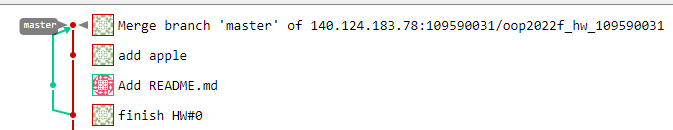 master
Merge branch 'master' of 140.124.183.78:109590031/oop2022f_hw_109590031
add apple
Add README.md
finish HW#0